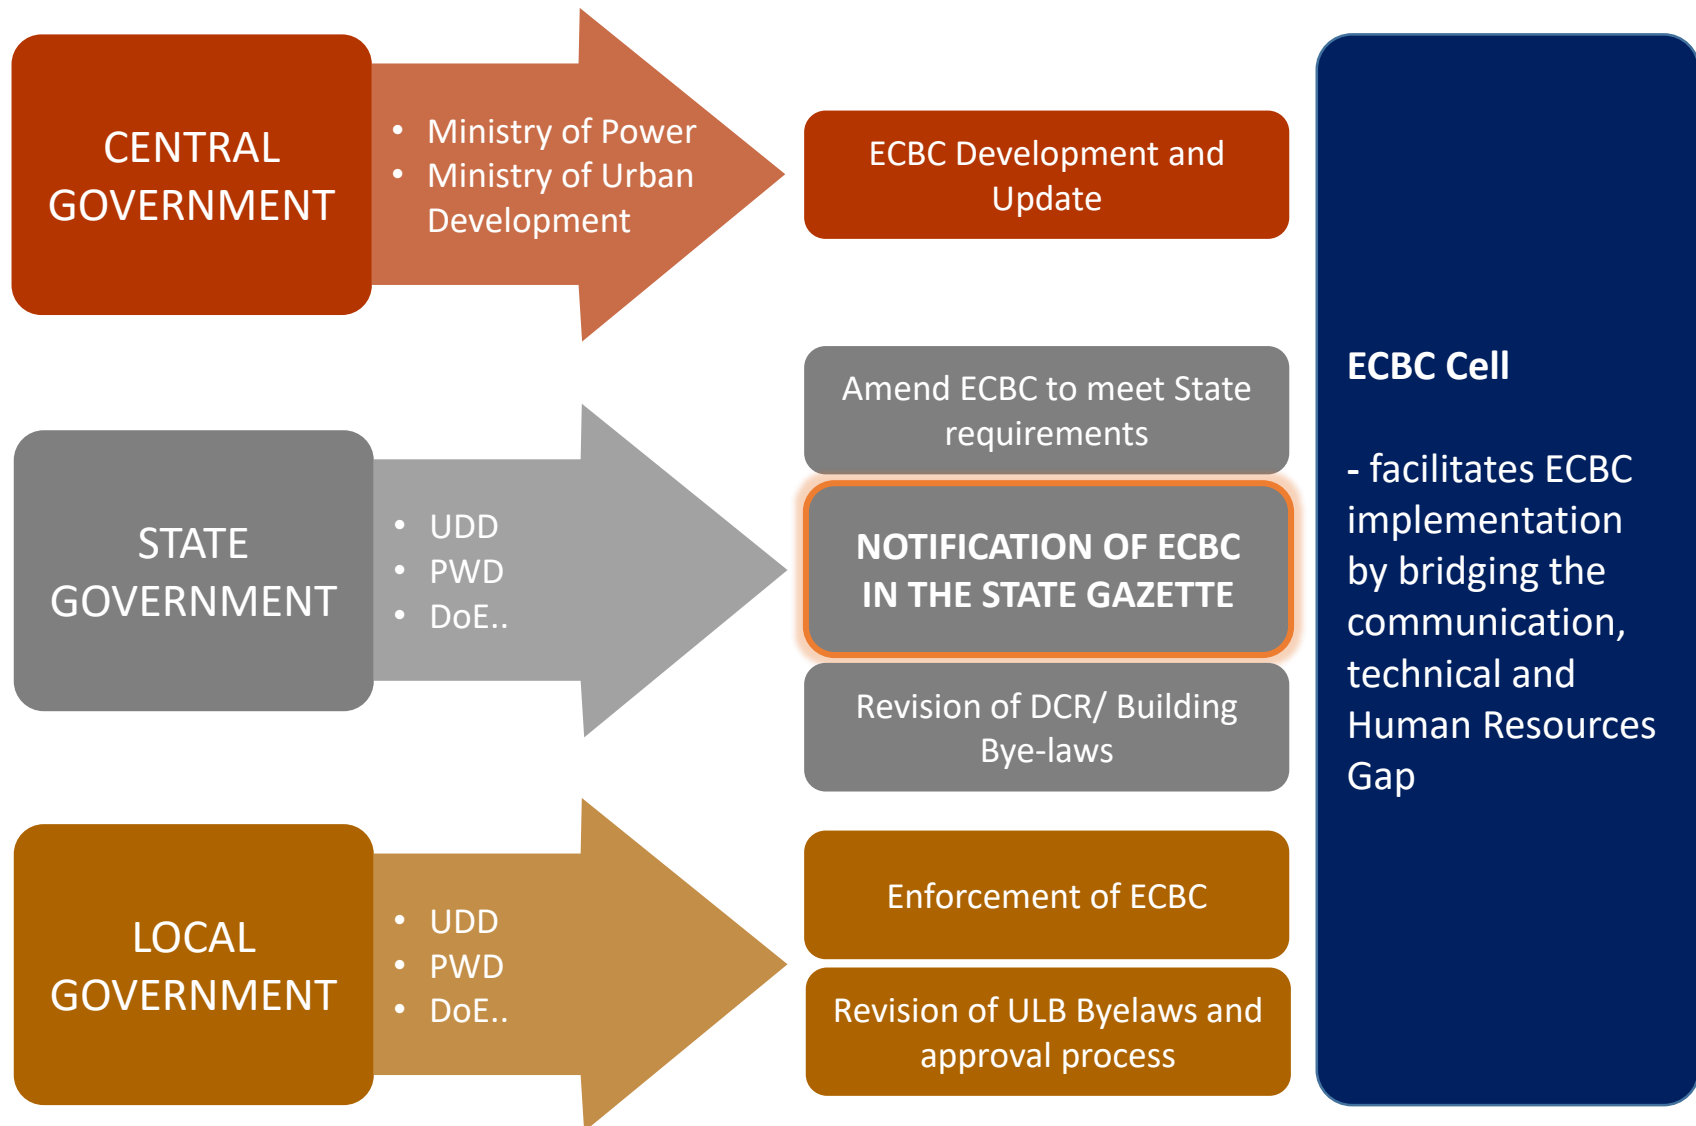 CENTRAL
GOVERNMENT
• Ministry of Power
• Ministry of Urban
Development
ECBC Development and
Update
STATE
GOVERNMENT
• UDD
• PWD
• DoE..
Amend ECBC to meet State
requirements
NOTIFICATION OF ECBC
IN THE STATE GAZETTE
Revision of DCR/ Building
Bye-laws
LOCAL
GOVERNMENT
• UDD
• PWD
• DoE..
Enforcement of ECBC
Revision of ULB Byelaws and
approval process
ECBC Cell
- facilitates ECBC
implementation
by bridging the
communication,
technical and
Human Resources
Gap